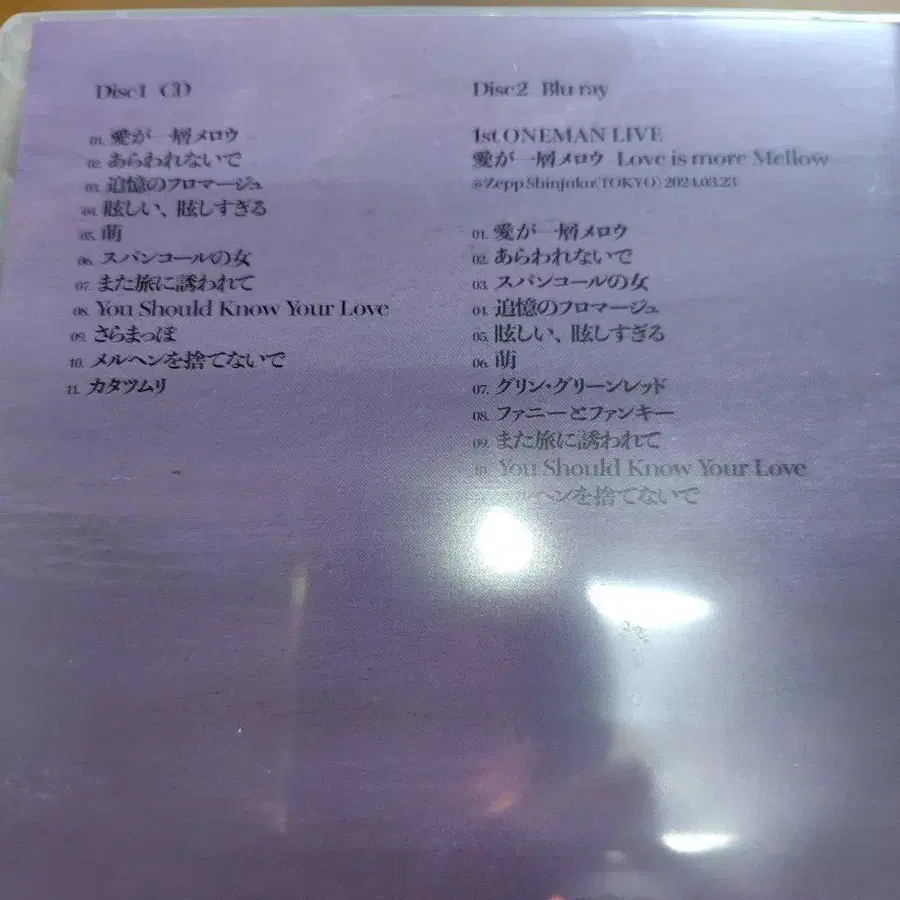 Disc1 CD
01. 愛が一層メロウ
02. あらわれないで
03. 追憶のフロマージュ
04. 眩しい、眩しすぎる
05. 萌
06. スパンコールの女
07. また旅に誘われて
08. You Should Know Your Love
09. さらまっぽ
10. メルヘンを捨てないで
11. カタツムリ
Disc2 Blu ray
1st ONEMAN LIVE
愛が一層メロウ Love is more Mellow
@Zepp Shinjuku(TOKYO) 2024.03.23
01. 愛が一層メロウ
02. あらわれないで
03. スパンコールの女
04. 追憶のフロマージュ
05. 眩しい、眩しすぎる
06. 萌
07. グリン・グリーンレッド
08. ファニーとファンキー
09. また旅に誘われて
10. You Should Know Your Love
ルヘンを捨てないで